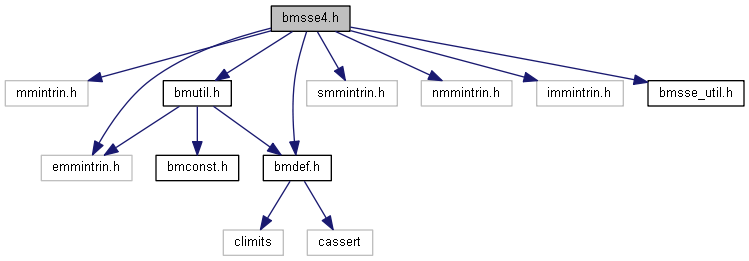 bmsse4.h
mmintrin.h
bmutil.h
smmintrin.h
nmmintrin.h
immintrin.h
bmsse_util.h
emmintrin.h
bmconst.h
bmdef.h
climits
cassert